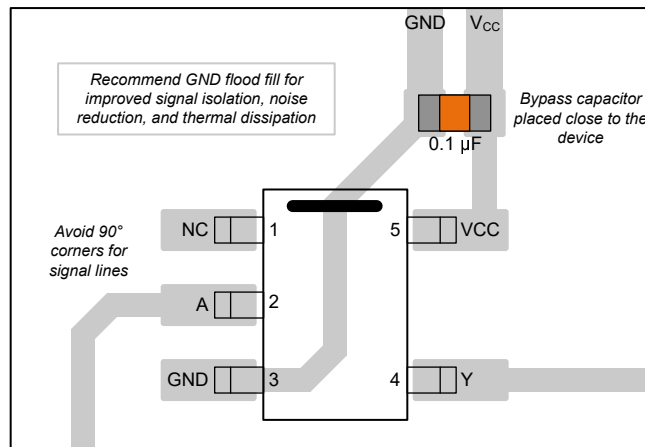 GND
VCC
Recommend GND flood fill for
improved signal isolation, noise
reduction, and thermal dissipation
Bypass capacitor
placed close to the
device
0.1 µF
Avoid 90°
corners for
signal lines
NC
1
5
VCC
A
2
GND
3
4
Y